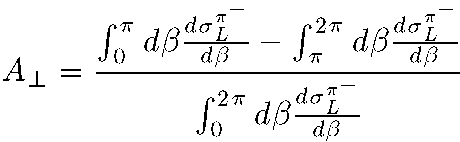 $$A_{\perp} = \frac{\int_0^{\pi} d\beta \frac{d\sigma_L^{\pi^-}}{d\beta} - \int_{\pi}^{2\pi} d\beta \frac{d\sigma_L^{\pi^-}}{d\beta}}{\int_0^{2\pi} d\beta \frac{d\sigma_L^{\pi^-}}{d\beta}}$$